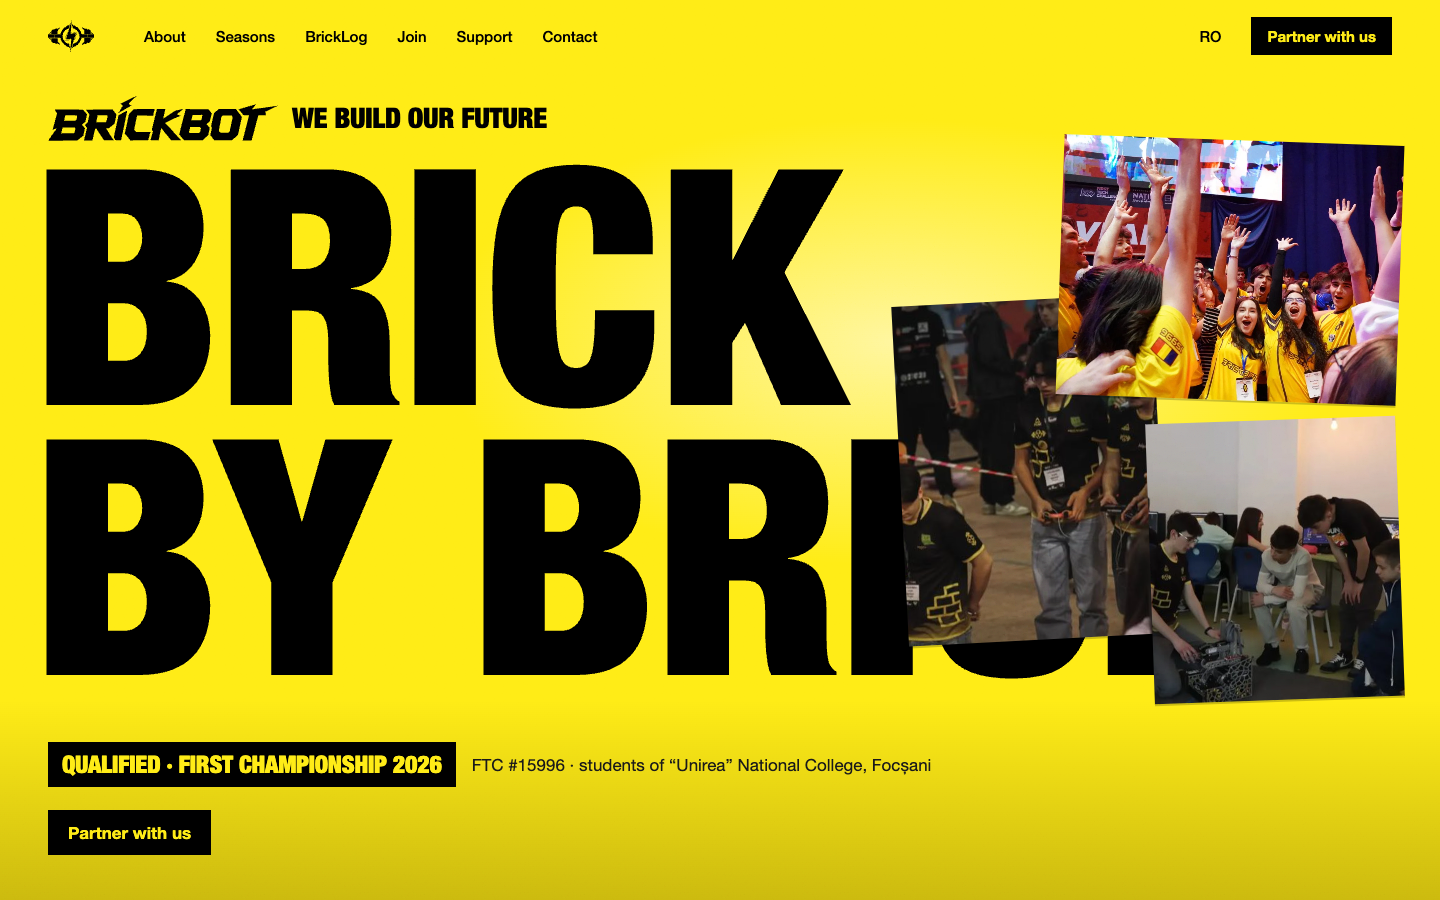 About Seasons BrickLog Join Support Contact RO Partner with us
BRICKBOT WE BUILD OUR FUTURE
BRICK
BY BRICK
QUALIFIED · FIRST CHAMPIONSHIP 2026 FTC #15996 · students of “Unirea” National College, Focșani
Partner with us